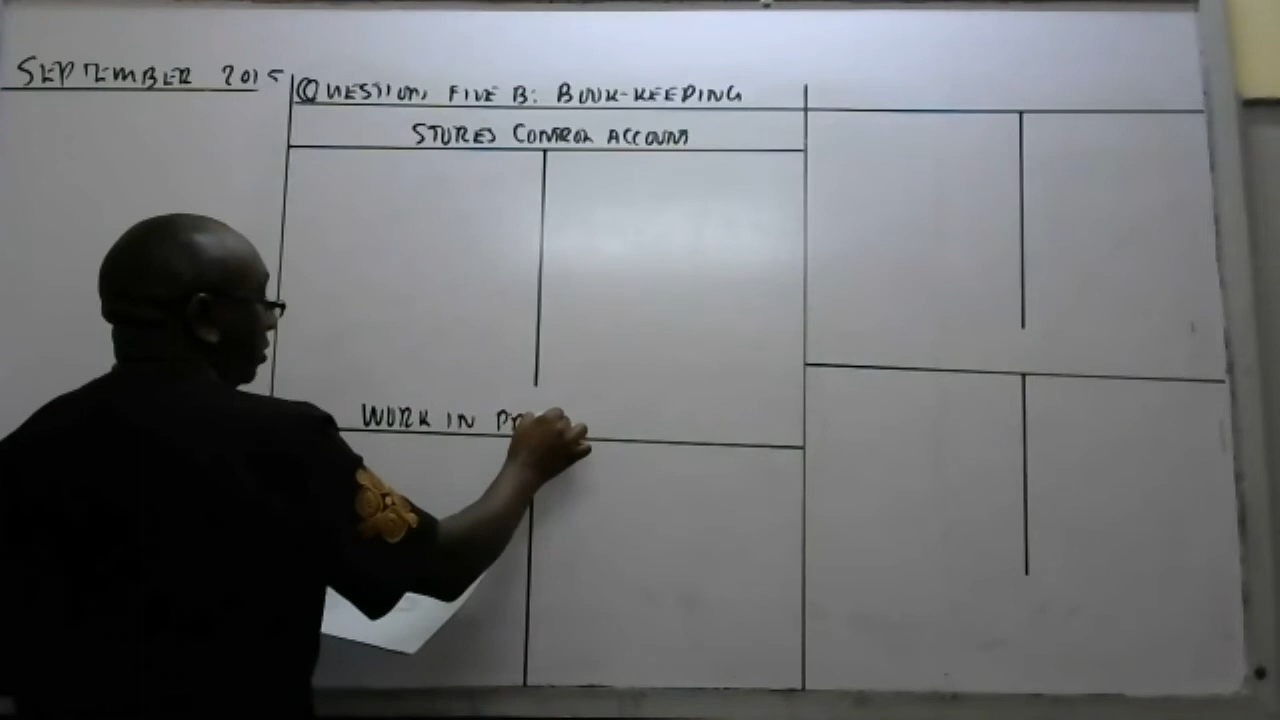 SEPTEMBER 2015
QUESTION FIVE B: BOOK-KEEPING
STORES CONTROL ACCOUNT
WORK IN